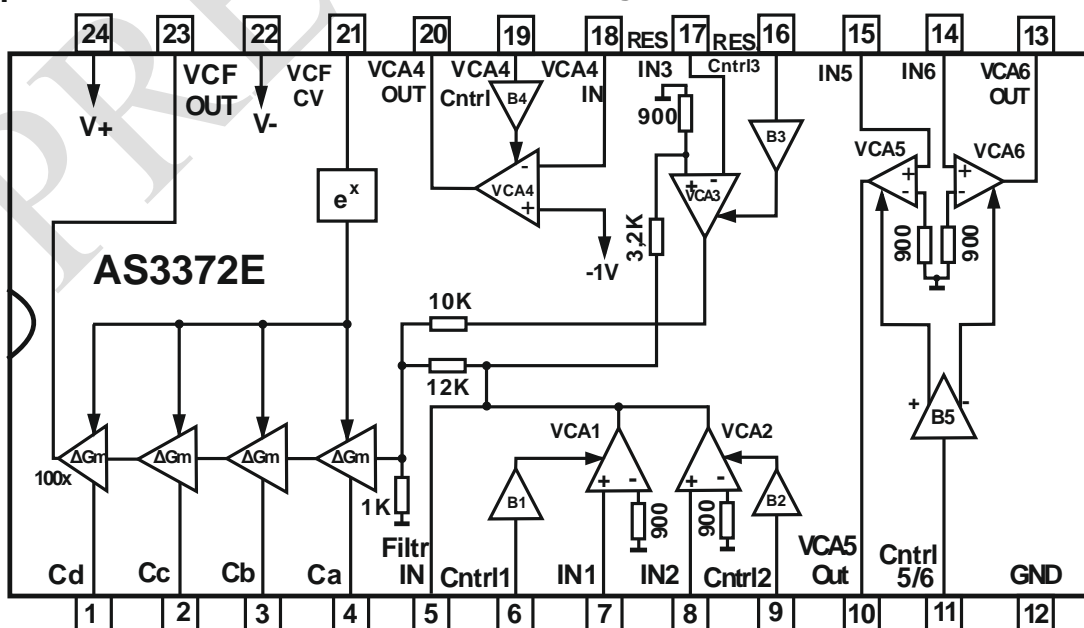 PRE
24 23 22 21 20 19 18 17 16 15 14 13
V+
VCF OUT
V-
VCF CV
VCA4 OUT
VCA4 Cntrl
VCA4 IN
RES IN3
RES. Cntrl3
IN5
IN6
VCA6 OUT
B4
900
B3
VCA5
VCA6
e^x
-
VCA4
+
+ -
VCA3
+
-
+
-
-1V
3,2K
900
900
AS3372E
10K
12K
+
B5
-
ΔGm
ΔGm
ΔGm
ΔGm
100x
1K
VCA1
VCA2
B1
+ -
900
+ -
900
B2
Cd
Cc
Cb
Ca
Filtr IN
Cntrl1
IN1
IN2
Cntrl2
VCA5 Out
Cntrl 5/6
GND
1 2 3 4 5 6 7 8 9 10 11 12